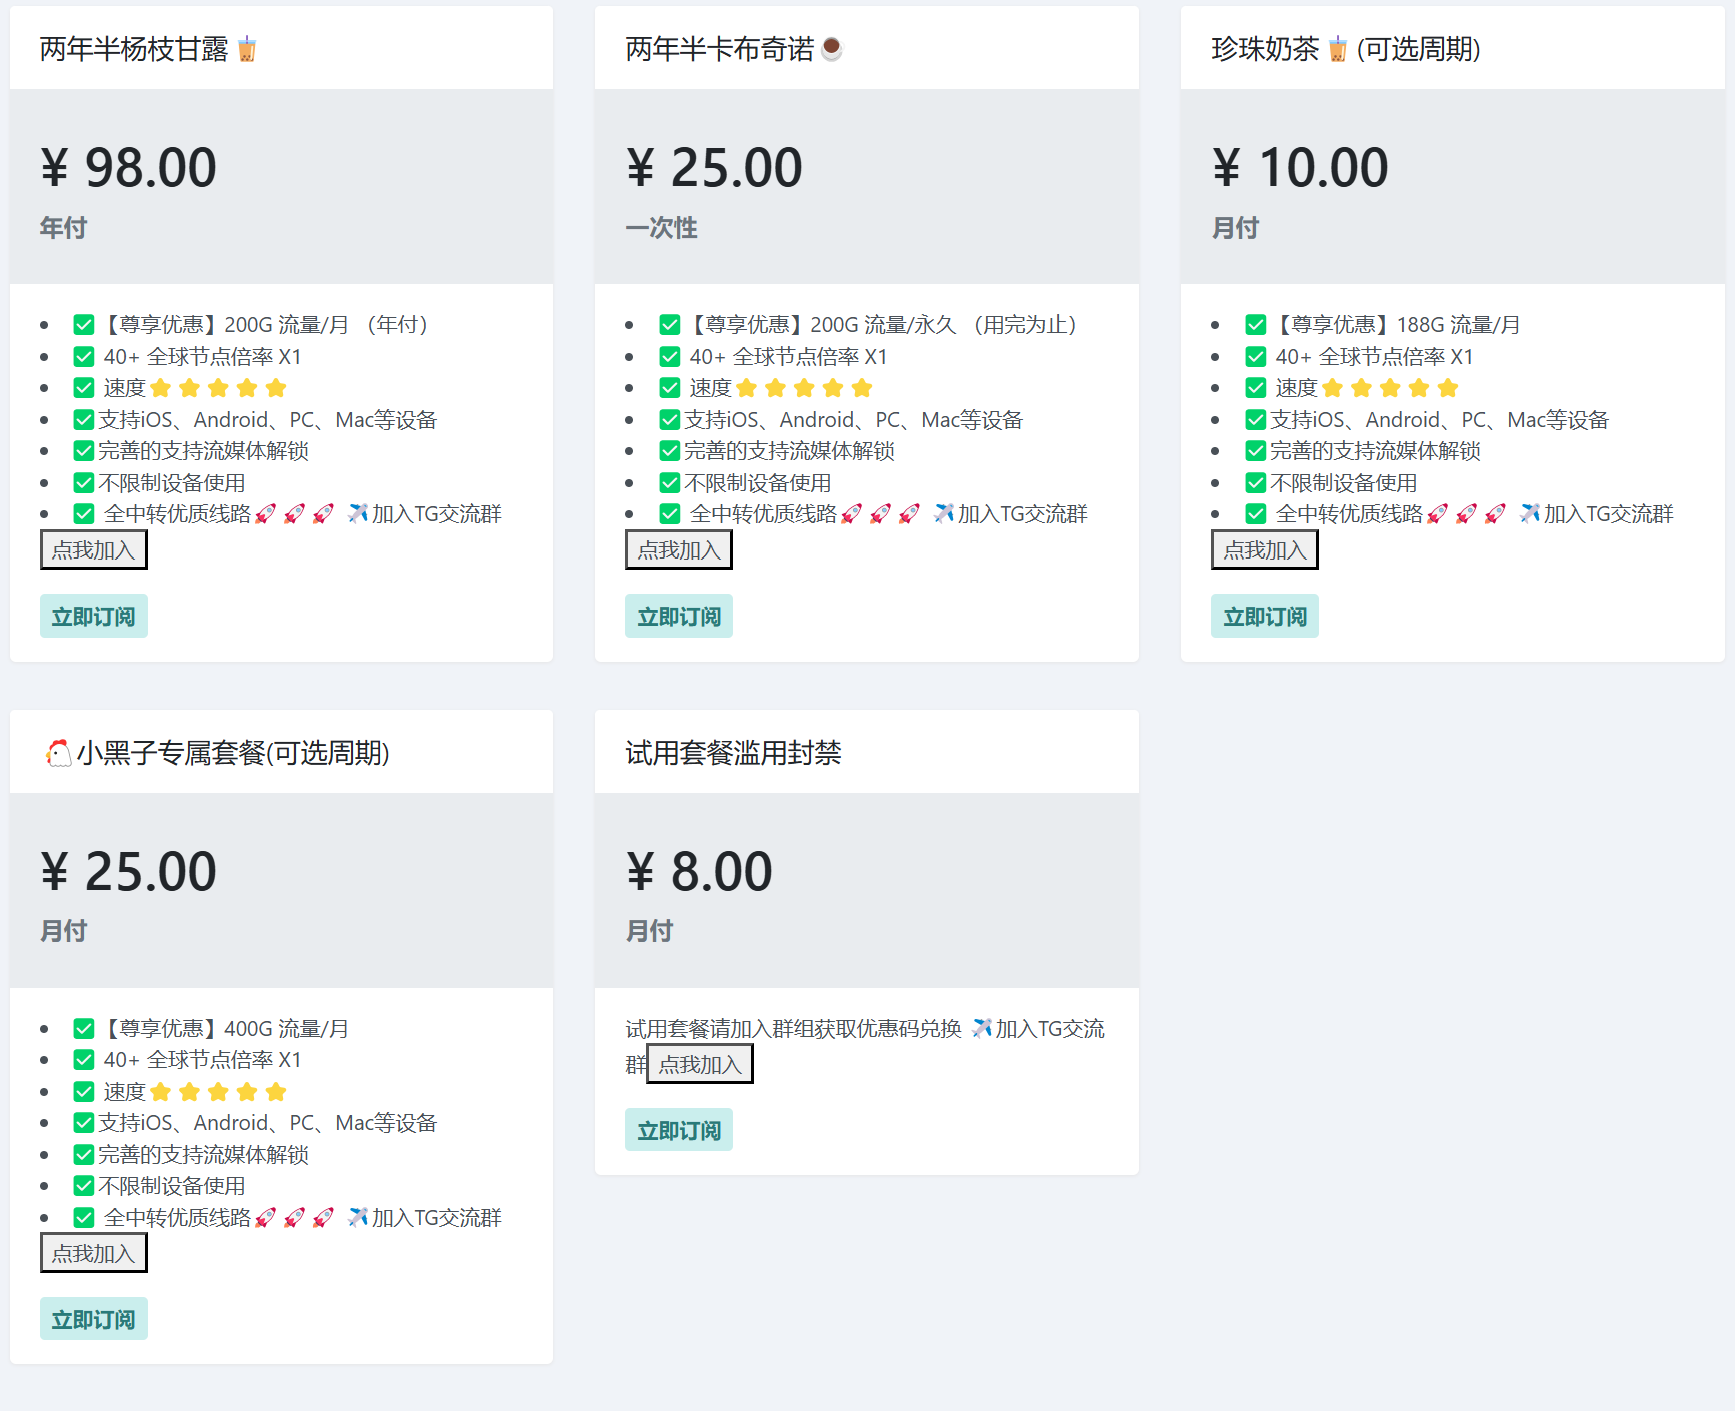 两年半杨枝甘露🧋
¥ 98.00
年付
✅【尊享优惠】200G 流量/月 （年付）
✅ 40+ 全球节点倍率 X1
✅ 速度⭐⭐⭐⭐⭐
✅支持iOS、Android、PC、Mac等设备
✅完善的支持流媒体解锁
✅不限制设备使用
✅ 全中转优质线路🚀🚀🚀 ✈️加入TG交流群
点我加入
立即订阅
两年半卡布奇诺☕
¥ 25.00
一次性
✅【尊享优惠】200G 流量/永久 （用完为止）
✅ 40+ 全球节点倍率 X1
✅ 速度⭐⭐⭐⭐⭐
✅支持iOS、Android、PC、Mac等设备
✅完善的支持流媒体解锁
✅不限制设备使用
✅ 全中转优质线路🚀🚀🚀 ✈️加入TG交流群
点我加入
立即订阅
珍珠奶茶🧋(可选周期)
¥ 10.00
月付
✅【尊享优惠】188G 流量/月
✅ 40+ 全球节点倍率 X1
✅ 速度⭐⭐⭐⭐⭐
✅支持iOS、Android、PC、Mac等设备
✅完善的支持流媒体解锁
✅不限制设备使用
✅ 全中转优质线路🚀🚀🚀 ✈️加入TG交流群
点我加入
立即订阅
🐔小黑子专属套餐(可选周期)
¥ 25.00
月付
✅【尊享优惠】400G 流量/月
✅ 40+ 全球节点倍率 X1
✅ 速度⭐⭐⭐⭐⭐
✅支持iOS、Android、PC、Mac等设备
✅完善的支持流媒体解锁
✅不限制设备使用
✅ 全中转优质线路🚀🚀🚀 ✈️加入TG交流群
点我加入
立即订阅
试用套餐滥用封禁
¥ 8.00
月付
试用套餐请加入群组获取优惠码兑换 ✈️加入TG交流
群点我加入
立即订阅